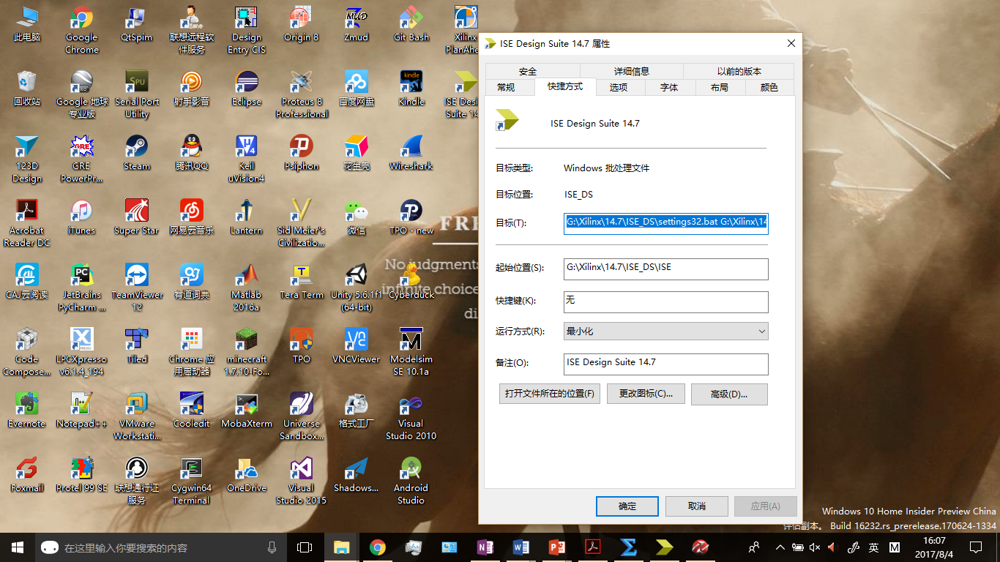 此电脑
Google
Chrome
QtSpim
联想远程软
件服务
Design
Entry CIS
Origin 8
Zmud
Git Bash
Xilinx
PlanAhe
回收站
Google 地球
专业版
Serial Port
Utility
射手影音
Eclipse
Proteus 8
Professional
百度网盘
Kindle
ISE Desi
Suite 14
123D
Design
GRE
PowerPr...
Steam
腾讯QQ
Keil
uVision4
Psiphon
花生壳
Wireshark
Acrobat
Reader DC
iTunes
Super Star
网易云音乐
Lantern
Sid Meier's
Civilizatio...
微信
TPO - new
FRE
No judgments
infinite choice
di
CAJ云阅读
JetBrains
PyCharm ...
TeamViewer
12
有道词典
Matlab
2016a
Tera Term
Unity 5.6.1f1
(64-bit)
Cyberduck
Code
Compose...
LPCXpresso
v6.1.4_194
Tiled
Chrome 应
用启动器
minecraft
1.7.10-Fo...
TPO
VNCViewer
Modelsim
SE 10.1a
Evernote
Notepad++
VMware
Workstati...
Cooledit
MobaXterm
Universe
Sandbox...
格式工厂
Visual
Studio 2010
Foxmail
Protel 99 SE
联想通行证
服务
Cygwin64
Terminal
OneDrive
Visual
Studio 2015
Shadows...
Android
Studio
ISE Design Suite 14.7 属性
安全 详细信息 以前的版本
常规 快捷方式 选项 字体 布局 颜色
ISE Design Suite 14.7
目标类型: Windows 批处理文件
目标位置: ISE_DS
目标(T): G:\Xilinx\14.7\ISE_DS\settings32.bat G:\Xilinx\14
起始位置(S): G:\Xilinx\14.7\ISE_DS\ISE
快捷键(K): 无
运行方式(R): 最小化
备注(O): ISE Design Suite 14.7
打开文件所在的位置(F) 更改图标(C)... 高级(D)...
确定 取消 应用(A)
Windows 10 Home Insider Preview China
评估副本。 Build 16232.rs_prerelease.170624-1334
在这里输入你要搜索的内容
英 M
16:07
2017/8/4